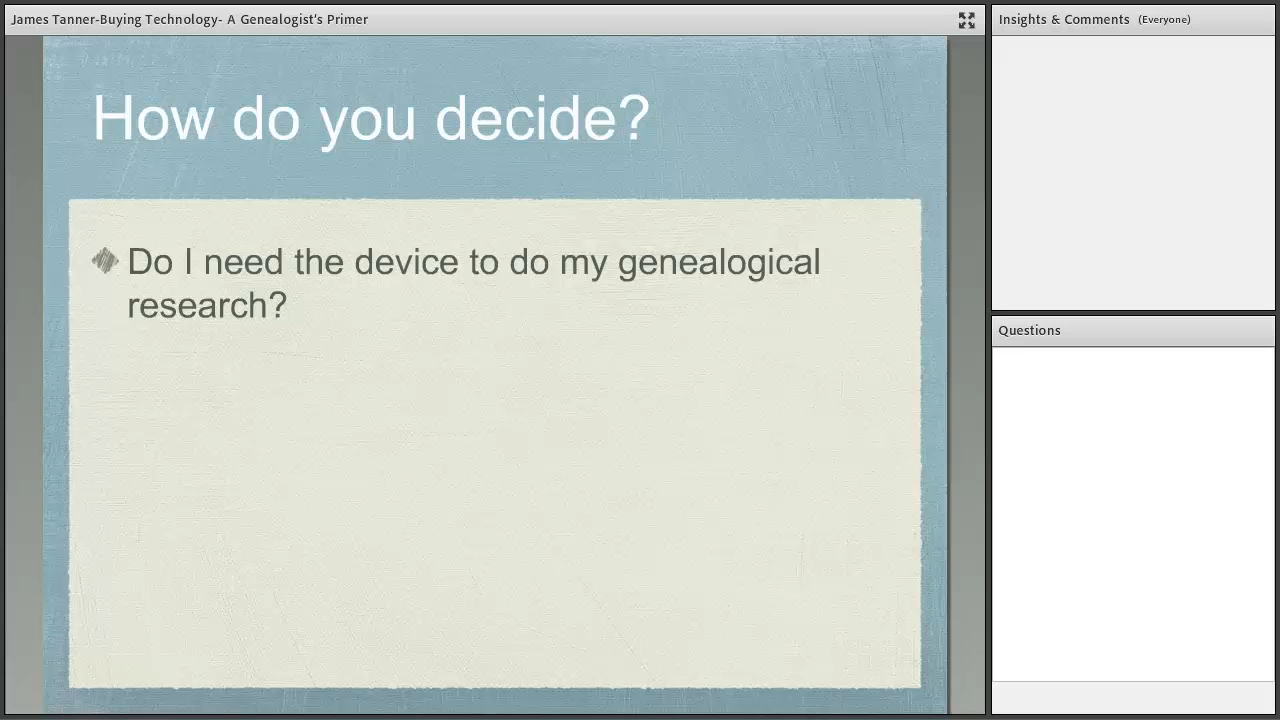 James Tanner-Buying Technology- A Genealogist's Primer
Insights & Comments (Everyone)
How do you decide?
Do I need the device to do my genealogical
research?
Questions